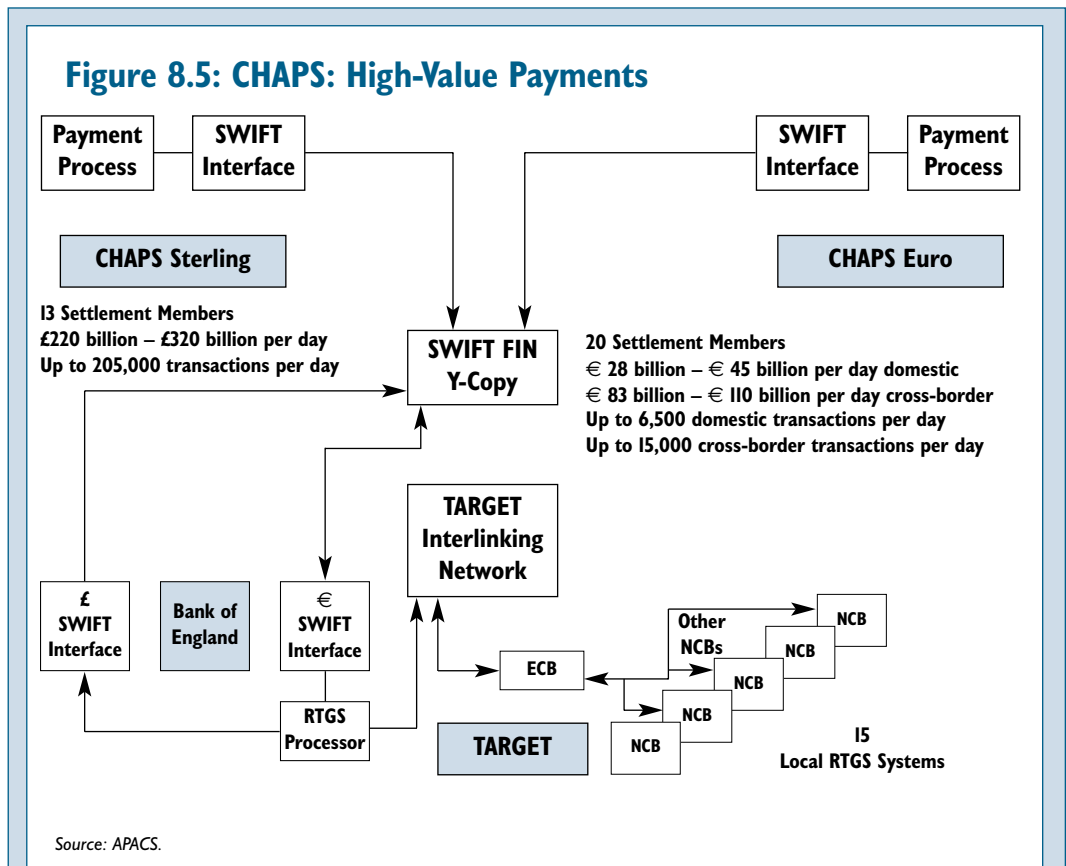 Figure 8.5: CHAPS: High-Value Payments
Payment
Process
SWIFT
Interface
SWIFT
Interface
Payment
Process
CHAPS Sterling
CHAPS Euro
13 Settlement Members
£220 billion – £320 billion per day
Up to 205,000 transactions per day
SWIFT FIN
Y-Copy
20 Settlement Members
€ 28 billion – € 45 billion per day domestic
€ 83 billion – € 110 billion per day cross-border
Up to 6,500 domestic transactions per day
Up to 15,000 cross-border transactions per day
TARGET
Interlinking
Network
£
SWIFT
Interface
Bank of
England
€
SWIFT
Interface
RTGS
Processor
ECB
Other
NCBs
NCB
NCB
NCB
NCB
NCB
TARGET
15
Local RTGS Systems
Source: APACS.